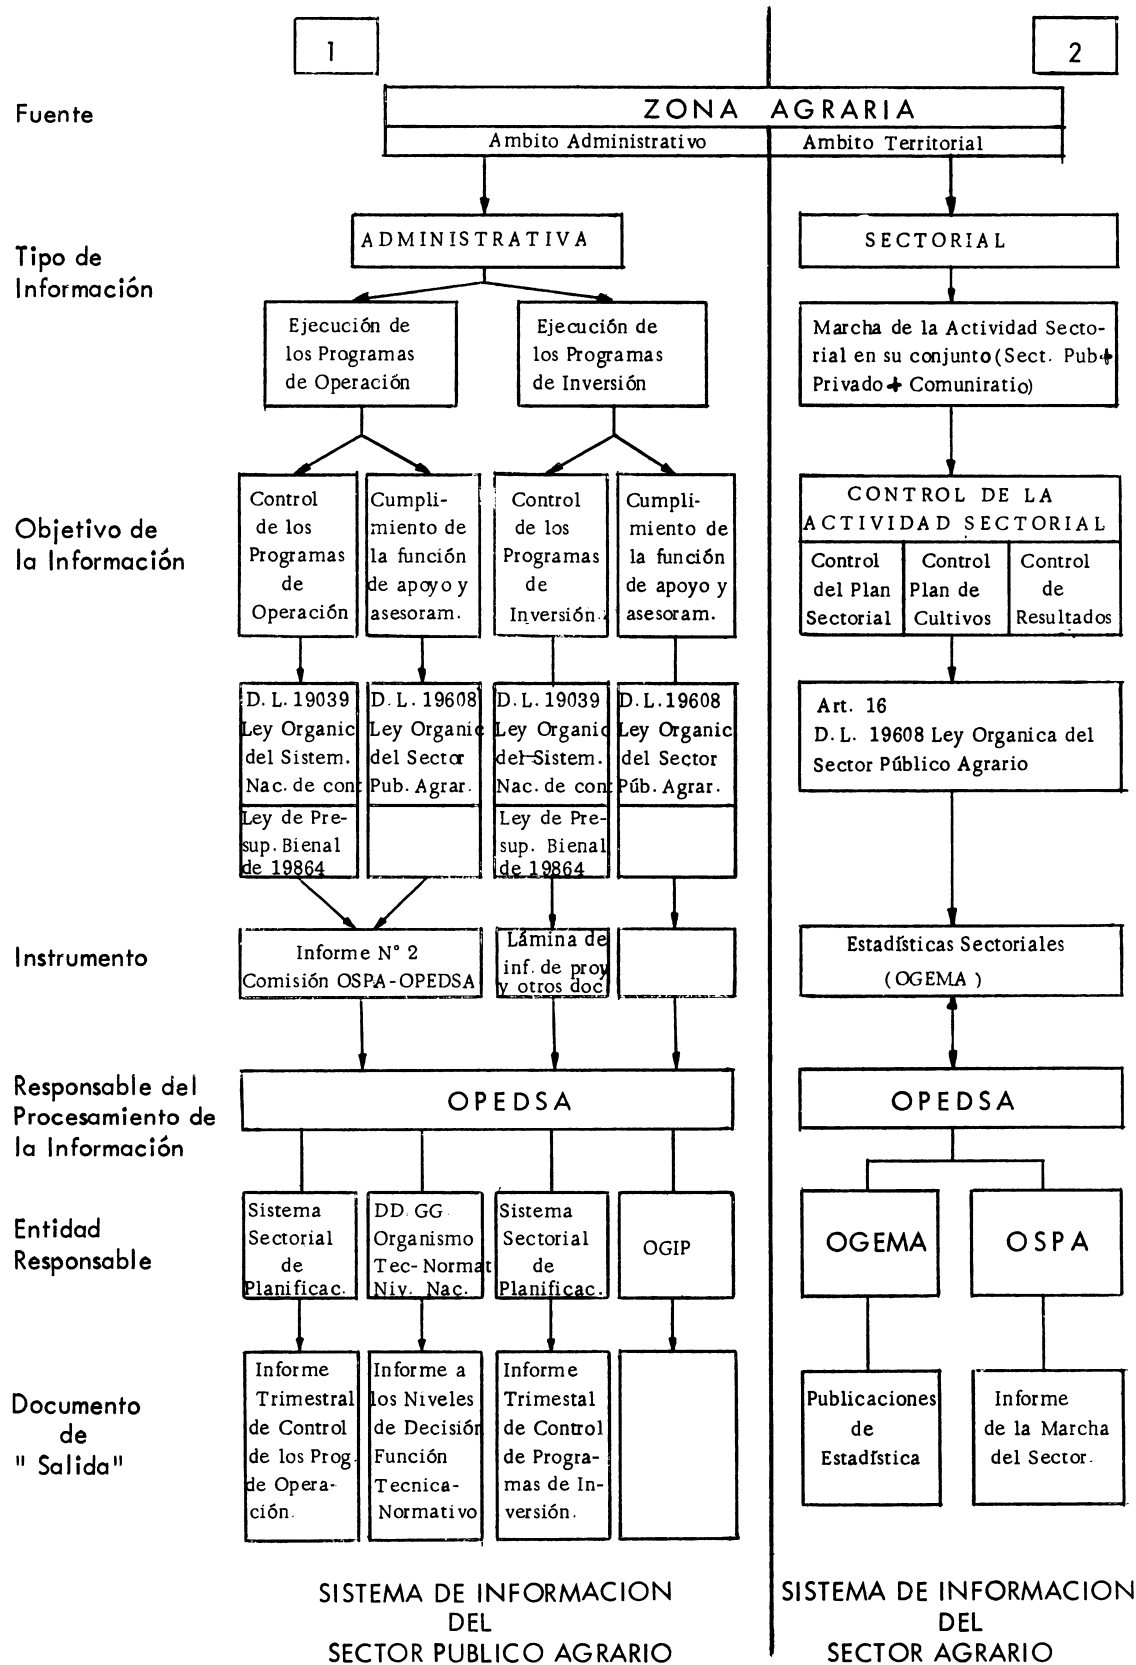 1
2
Fuente
ZONA AGRARIA
Ambito Administrativo
Ambito Territorial
Tipo de
Información
ADMINISTRATIVA
SECTORIAL
Ejecución de
los Programas
de Operación
Ejecución de
los Programas
de Inversión
Marcha de la Actividad Secto-
rial en su conjunto (Sect. Pub+
Privado + Comuniratio)
Objetivo de
la Información
Control
de los
Programas
de
Operación
Cumpli-
miento de
la función
de apoyo y
asesoram.
Control
de los
Programas
de
Inversión.
Cumpli-
miento de
la función
de apoyo y
asesoram.
CONTROL DE LA
ACTIVIDAD SECTORIAL
Control
del Plan
Sectorial
Control
Plan de
Cultivos
Control
de
Resultados
D. L. 19039
Ley Organic
del Sistem.
Nac. de cont
Ley de Pre-
sup. Bienal
de 19864
D. L. 19608
Ley Organic
del Sector
Pub. Agrar.
D. L. 19039
Ley Organic
del Sistem.
Nac. de cont
Ley de Pre-
sup. Bienal
de 19864
D. L. 19608
Ley Organic
del Sector
Púb. Agrar.
Art. 16
D. L. 19608 Ley Organica del
Sector Público Agrario
Instrumento
Informe N° 2
Comisión OSPA-OPEDSA
Lámina de
inf. de proy
y otros doc
Estadísticas Sectoriales
(OGEMA)
Responsable del
Procesamiento de
la Información
OPEDSA
OPEDSA
Entidad
Responsable
Sistema
Sectorial
de
Planificac.
DD. GG.
Organismo
Tec-Normat
Niv. Nac.
Sistema
Sectorial
de
Planificac.
OGIP
OGEMA
OSPA
Documento
de
" Salida"
Informe
Trimestral
de Control
de los Prog.
de Opera-
ción.
Informe a
los Niveles
de Decisión
Función
Tecnica-
Normativo
Informe
Trimestal
de Control
de Progra-
mas de In-
versión.
Publicaciones
de
Estadística
Informe
de la Marcha
del Sector.
SISTEMA DE INFORMACION
DEL
SECTOR PUBLICO AGRARIO
SISTEMA DE INFORMACION
DEL
SECTOR AGRARIO